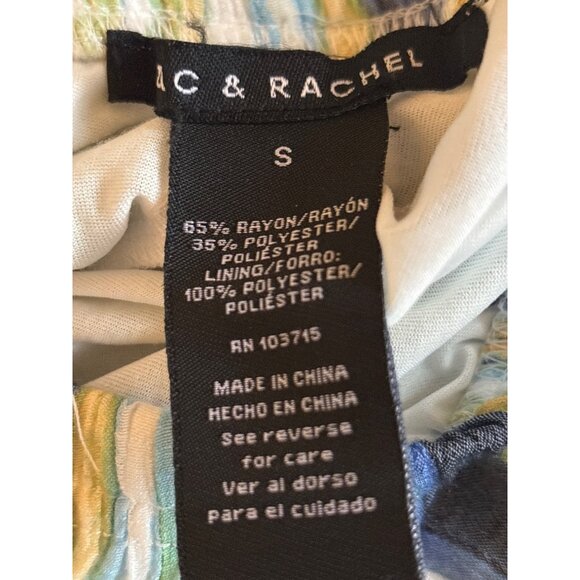 C & RACHEL
S
65% RAYON/RAYÓN
35% POLYESTER/
POLIÉSTER
LINING/FORRO:
100% POLYESTER/
POLIÉSTER
RN 103715
MADE IN CHINA
HECHO EN CHINA
See reverse
for care
Ver al dorso
Para el cuidado